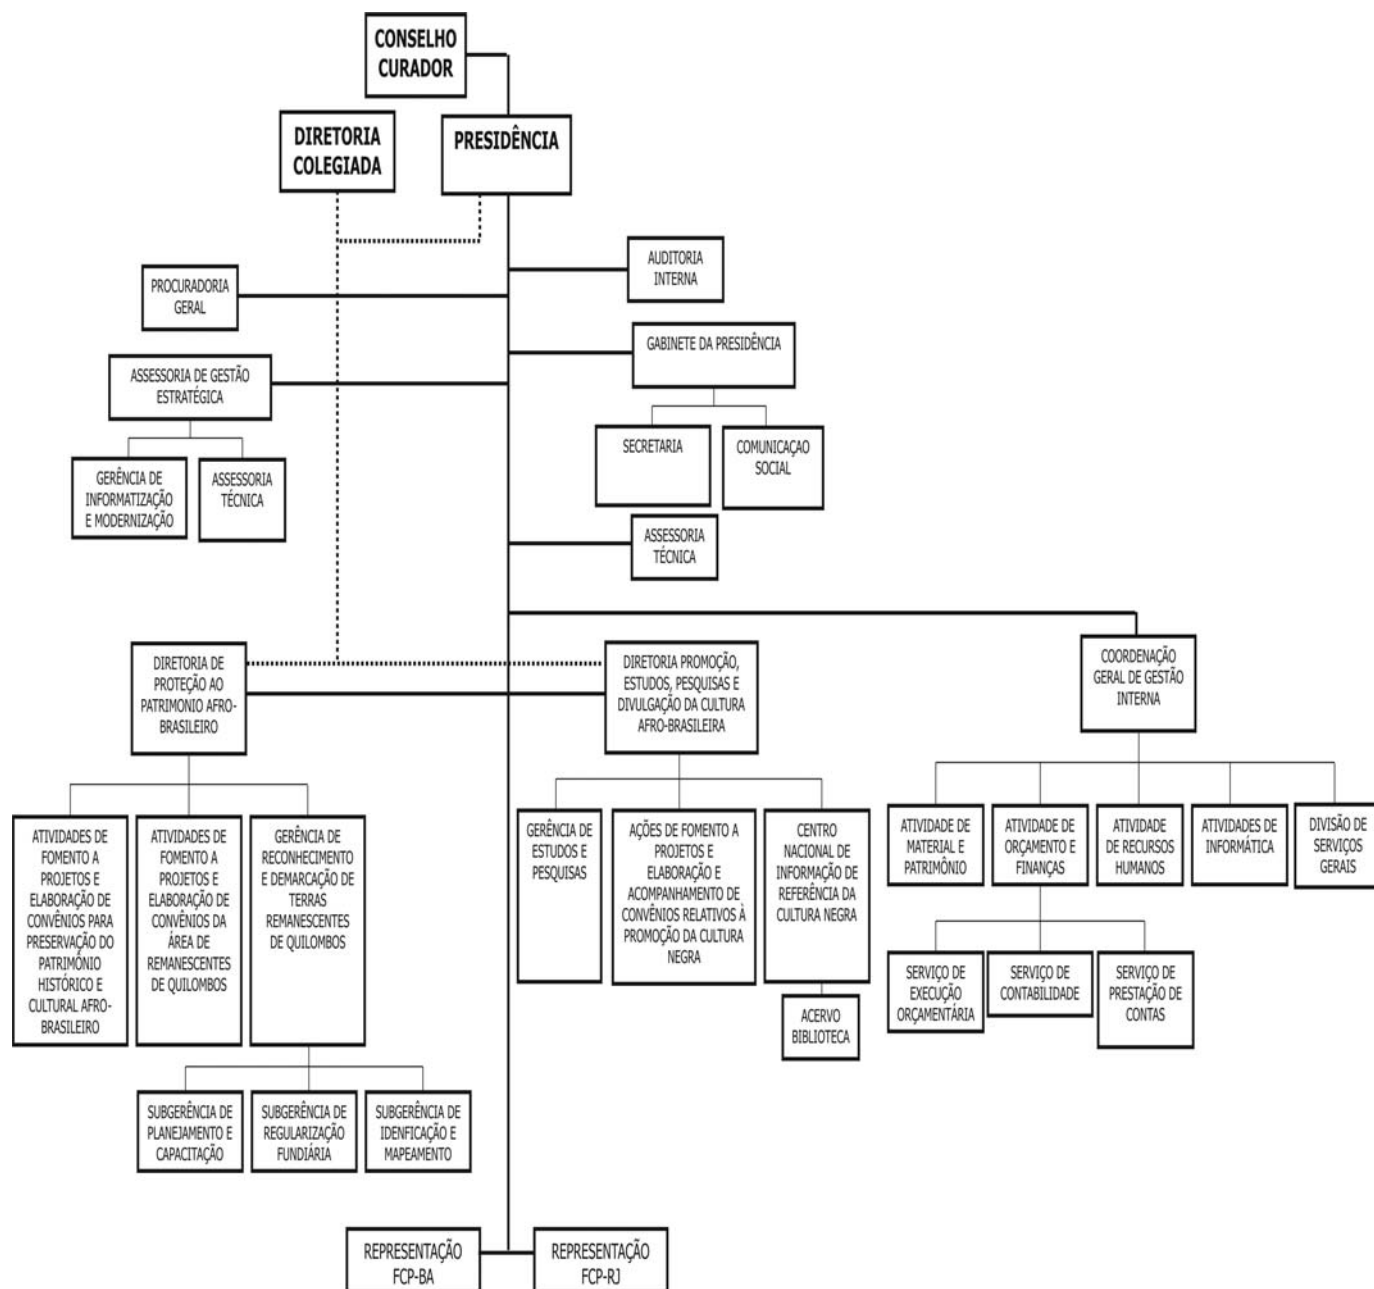 CONSELHO
CURADOR
DIRETORIA
COLEGIADA
PRESIDÊNCIA
AUDITORIA
INTERNA
PROCURADORIA
GERAL
GABINETE DA PRESIDÊNCIA
ASSESSORIA DE GESTÃO
ESTRATÉGICA
SECRETARIA
COMUNICAÇAO
SOCIAL
GERÊNCIA DE
INFORMATIZAÇÃO
E MODERNIZAÇÃO
ASSESSORIA
TÉCNICA
ASSESSORIA
TÉCNICA
DIRETORIA DE
PROTEÇÃO AO
PATRIMONIO AFRO-
BRASILEIRO
DIRETORIA PROMOÇÃO,
ESTUDOS, PESQUISAS E
DIVULGAÇÃO DA CULTURA
AFRO-BRASILEIRA
COORDENAÇÃO
GERAL DE GESTÃO
INTERNA
ATIVIDADES DE
FOMENTO A
PROJETOS E
ELABORAÇÃO DE
CONVÊNIOS PARA
PRESERVAÇÃO DO
PATRIMÔNIO
HISTÓRICO E
CULTURAL AFRO-
BRASILEIRO
ATIVIDADES DE
FOMENTO A
PROJETOS E
ELABORAÇÃO DE
CONVÊNIOS DA
ÁREA DE
REMANESCENTES
DE QUILOMBOS
GERÊNCIA DE
RECONHECIMENTO
E DEMARCAÇÃO DE
TERRAS
REMANESCENTES
DE QUILOMBOS
GERÊNCIA DE
ESTUDOS E
PESQUISAS
AÇÕES DE FOMENTO A
PROJETOS E
ELABORAÇÃO E
ACOMPANHAMENTO DE
CONVÊNIOS RELATIVOS À
PROMOÇÃO DA CULTURA
NEGRA
CENTRO
NACIONAL DE
INFORMAÇÃO DE
REFERÊNCIA DA
CULTURA NEGRA
ATIVIDADE DE
MATERIAL E
PATRIMÔNIO
ATIVIDADE DE
ORÇAMENTO E
FINANÇAS
ATIVIDADE
DE RECURSOS
HUMANOS
ATIVIDADES DE
INFORMÁTICA
DIVISÃO DE
SERVIÇOS
GERAIS
SERVIÇO DE
EXECUÇÃO
ORÇAMENTÁRIA
SERVIÇO DE
CONTABILIDADE
SERVIÇO DE
PRESTAÇÃO DE
CONTAS
ACERVO
BIBLIOTECA
SUBGERÊNCIA DE
PLANEJAMENTO E
CAPACITAÇÃO
SUBGERÊNCIA DE
REGULARIZAÇÃO
FUNDIÁRIA
SUBGERÊNCIA DE
IDENFICAÇÃO E
MAPEAMENTO
REPRESENTAÇÃO
FCP-BA
REPRESENTAÇÃO
FCP-RJ